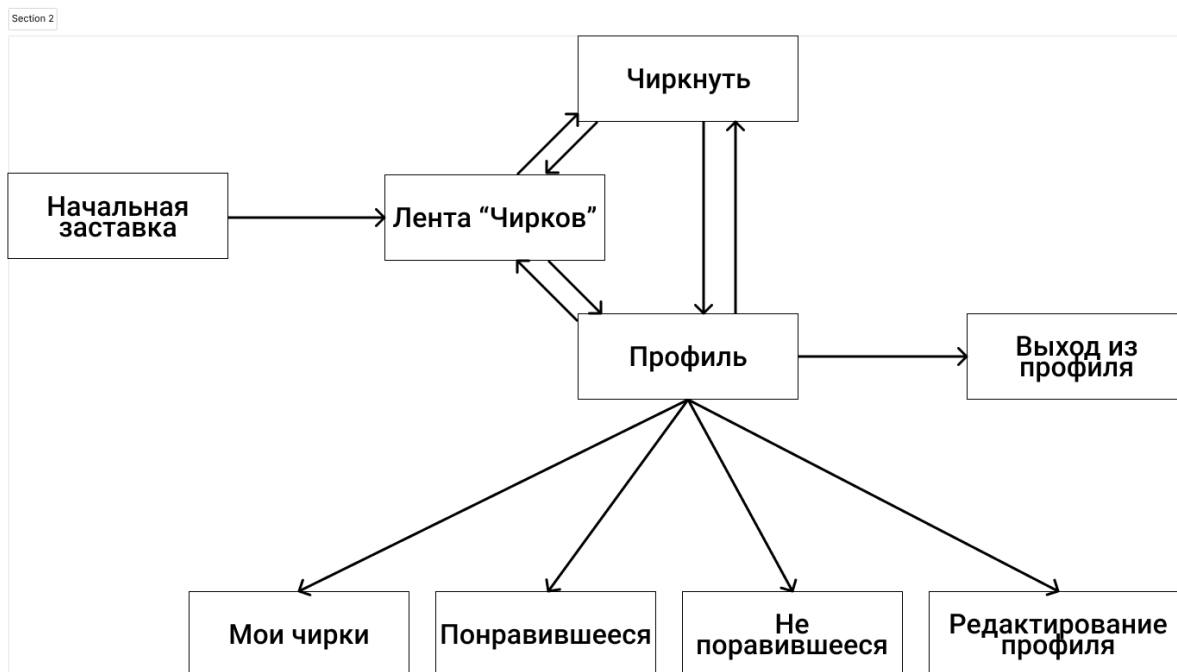 Section 2
Чиркнуть
Начальная
заставка
Лента “Чирков”
Профиль
Выход из
профиля
Мои чирки
Понравившееся
Не
поравившееся
Редактирование
профиля